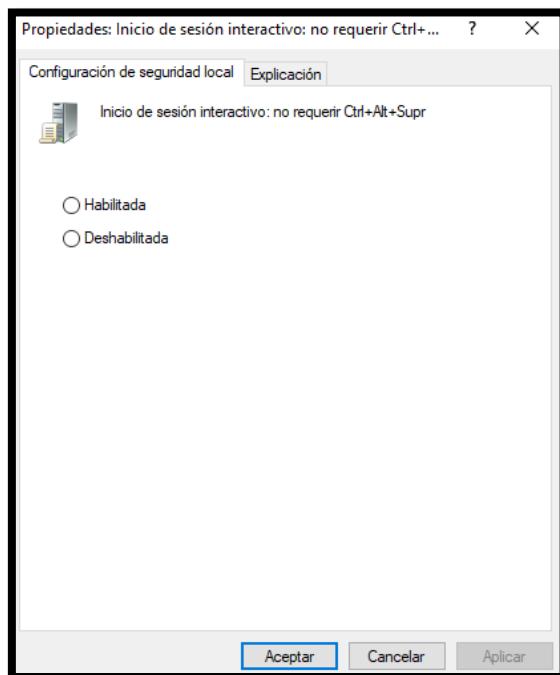 Propiedades: Inicio de sesión interactivo: no requerir Ctrl+... ?
Configuración de seguridad local Explicación
Inicio de sesión interactivo: no requerir Ctrl+Alt+Supr
Habilitada
Deshabilitada
Aceptar Cancelar Aplicar